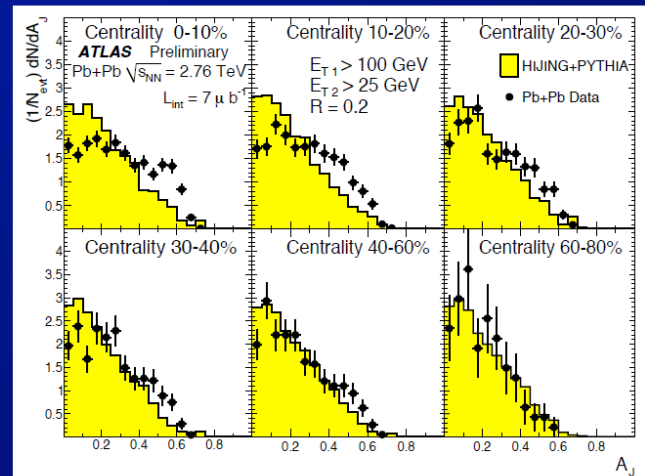 Centrality 0-10%
Centrality 10-20%
Centrality 20-30%
ATLAS Preliminary
Pb+Pb √sNN = 2.76 TeV
Lint = 7 μ b⁻¹
ET1 > 100 GeV
ET2 > 25 GeV
R = 0.2
HIJING+PYTHIA
Pb+Pb Data
(1/Nevt) dN/dAJ
4
3.5
3
2.5
2
1.5
1
0.5
Centrality 30-40%
Centrality 40-60%
Centrality 60-80%
4
3.5
3
2.5
2
1.5
1
0.5
0.2 0.4 0.6 0.8
0.2 0.4 0.6 0.8
0.2 0.4 0.6 0.8
AJ